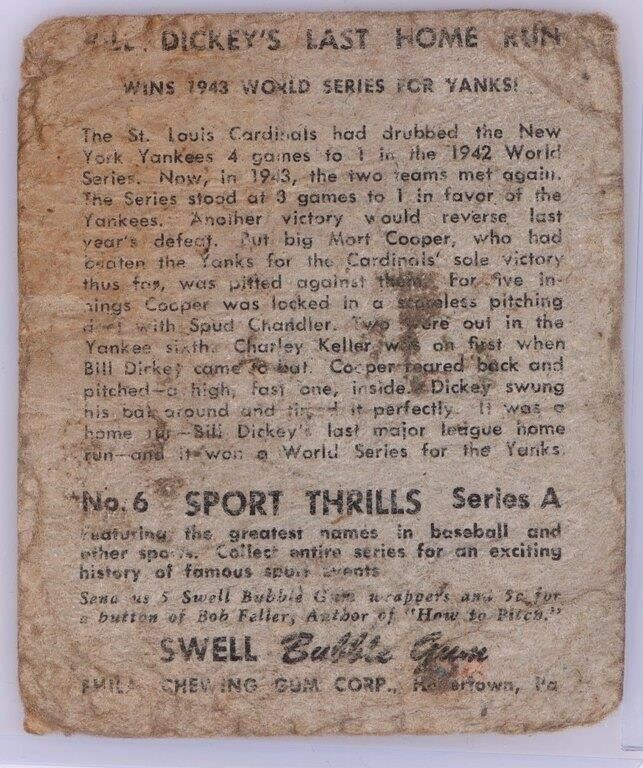 BILL DICKEY'S LAST HOME RUN
WINS 1943 WORLD SERIES FOR YANKS!
The St. Louis Cardinals had drubbed the New
York Yankees 4 games to 1 in the 1942 World
Series. Now, in 1943, the two teams met again.
The Series stood at 3 games to 1 in favor of the
Yankees. Another victory would reverse last
year's defeat. But big Mort Cooper, who had
beaten the Yanks for the Cardinals' sole victory
thus far, was pitted against them. For five in-
nings Cooper was locked in a scoreless pitching
duel with Spud Chandler. Two were out in the
Yankee sixth. Charley Keller was on first when
Bill Dickey came to bat. Cooper reared back and
pitched—a high, fast one, inside. Dickey swung
his bat around and timed it perfectly. It was a
home run—Bill Dickey's last major league home
run—and it won a World Series for the Yanks.
No. 6 SPORT THRILLS Series A
Featuring the greatest names in baseball and
other sports. Collect entire series for an exciting
history of famous sport events
Send us 5 Swell Bubble Gum wrappers and 5c for
a button of Bob Feller, Author of "How to Pitch."
SWELL Bubble Gum
PHILA. CHEWING GUM CORP., Havertown, Pa